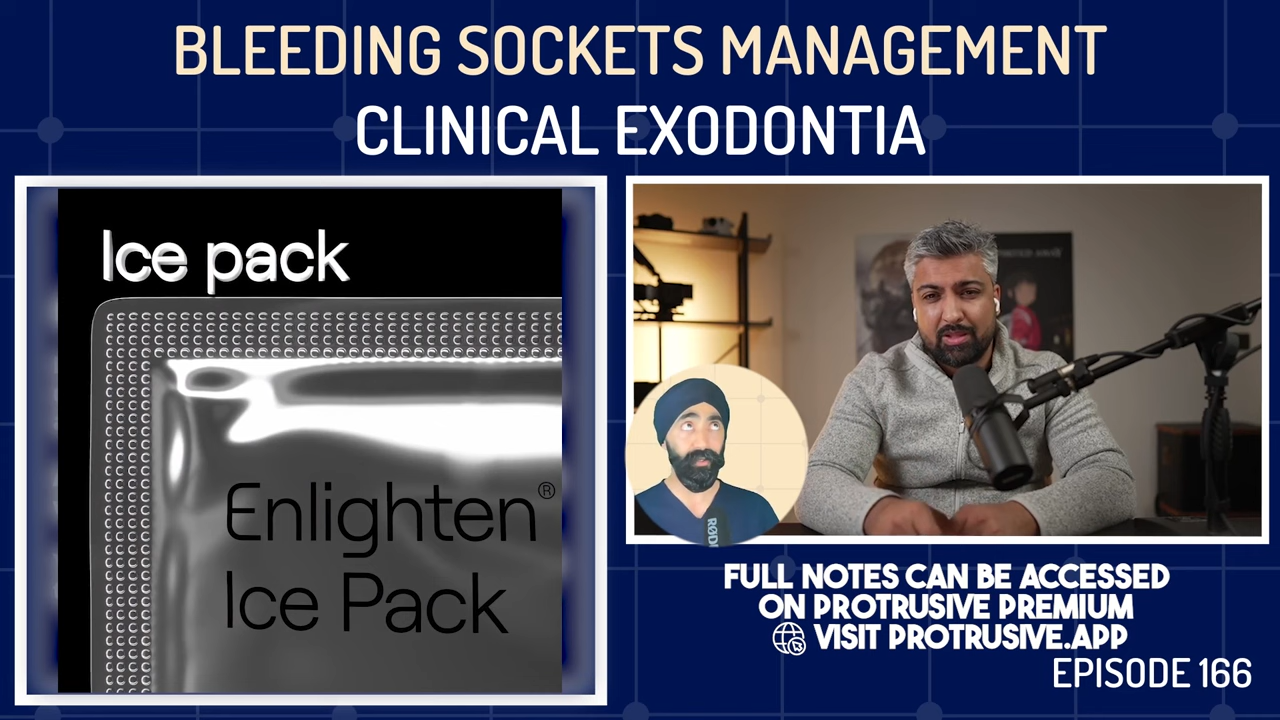 BLEEDING SOCKETS MANAGEMENT
CLINICAL EXODONTIA
Ice pack
Enlighten®
Ice Pack
RØDE
FULL NOTES CAN BE ACCESSED
ON PROTRUSIVE PREMIUM
VISIT PROTRUSIVE.APP
EPISODE 166